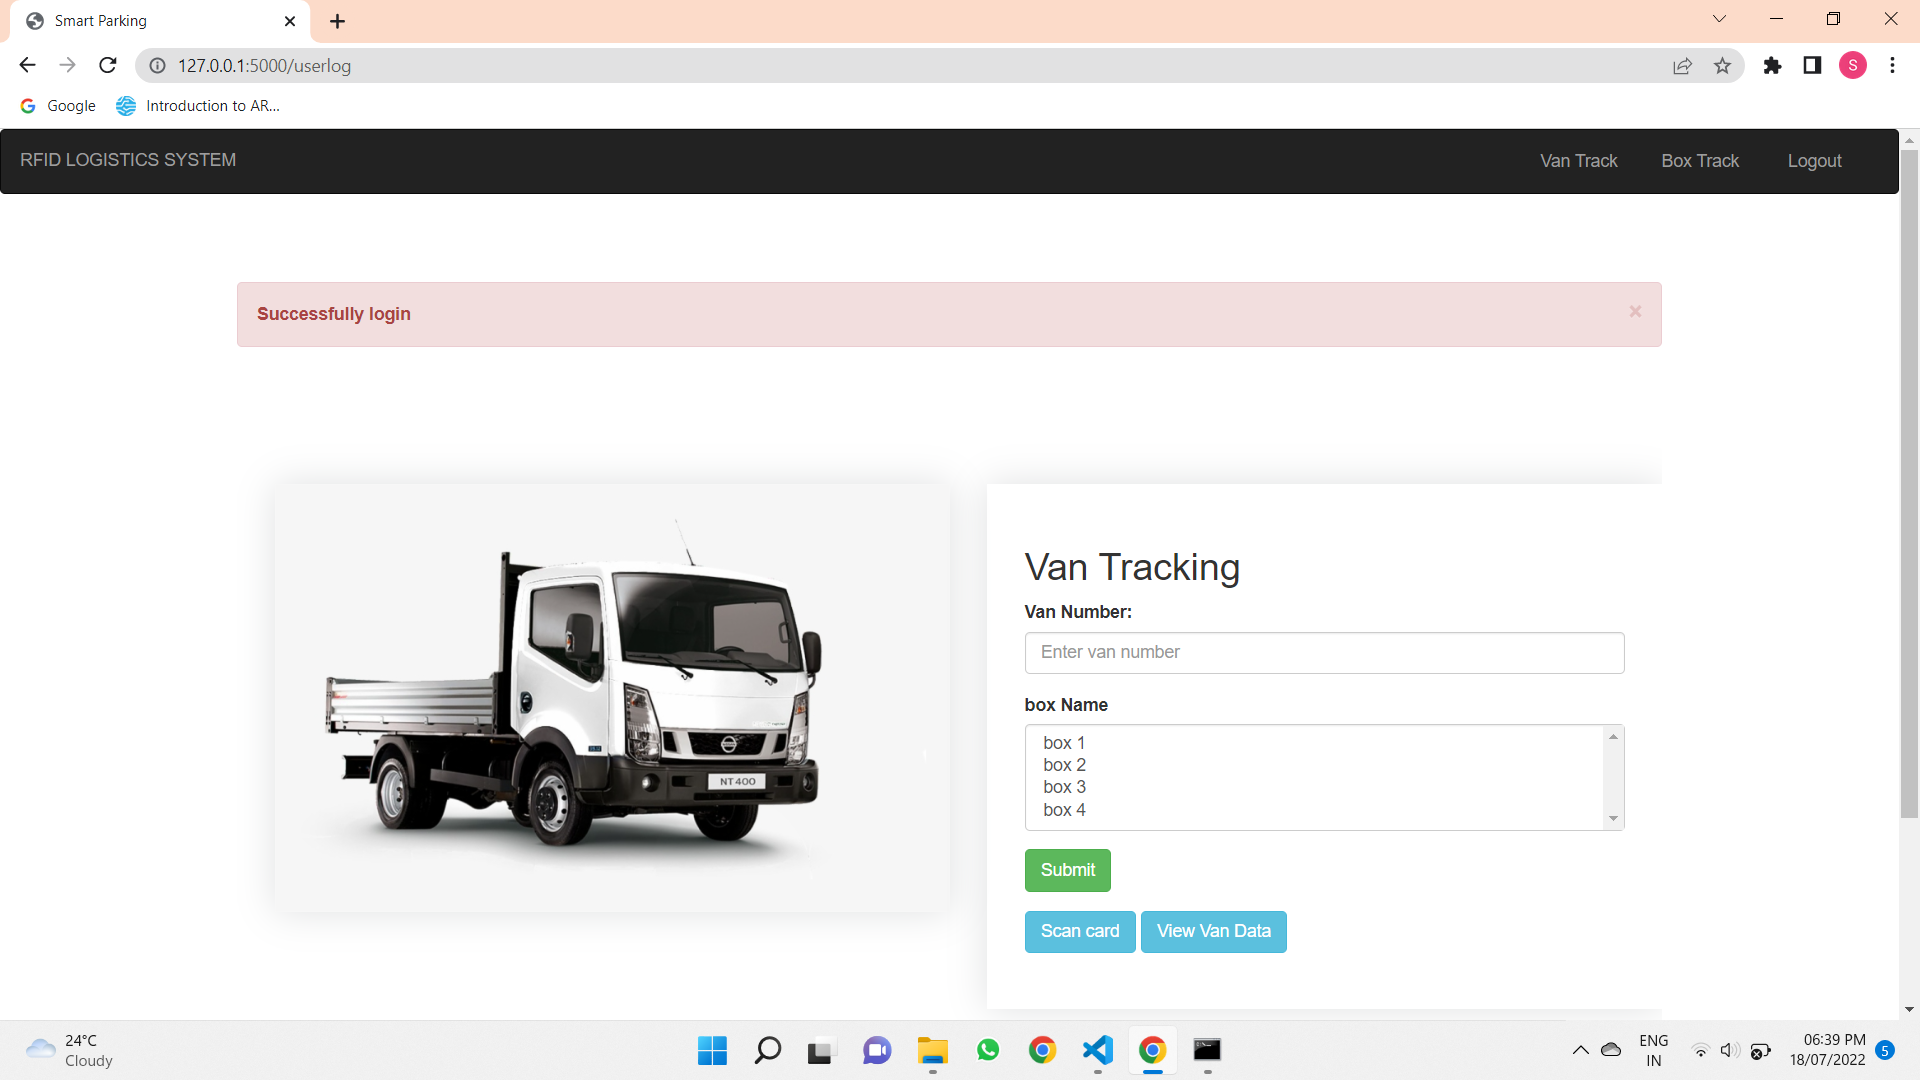 Smart Parking
127.0.0.1:5000/userlog
S
Google
Introduction to AR...
RFID LOGISTICS SYSTEM
Van Track
Box Track
Logout
Successfully login
×
NT400
Van Tracking
Van Number:
Enter van number
box Name
box 1
box 2
box 3
box 4
Submit
Scan card
View Van Data
24°C
Cloudy
ENG
IN
06:39 PM
18/07/2022
5